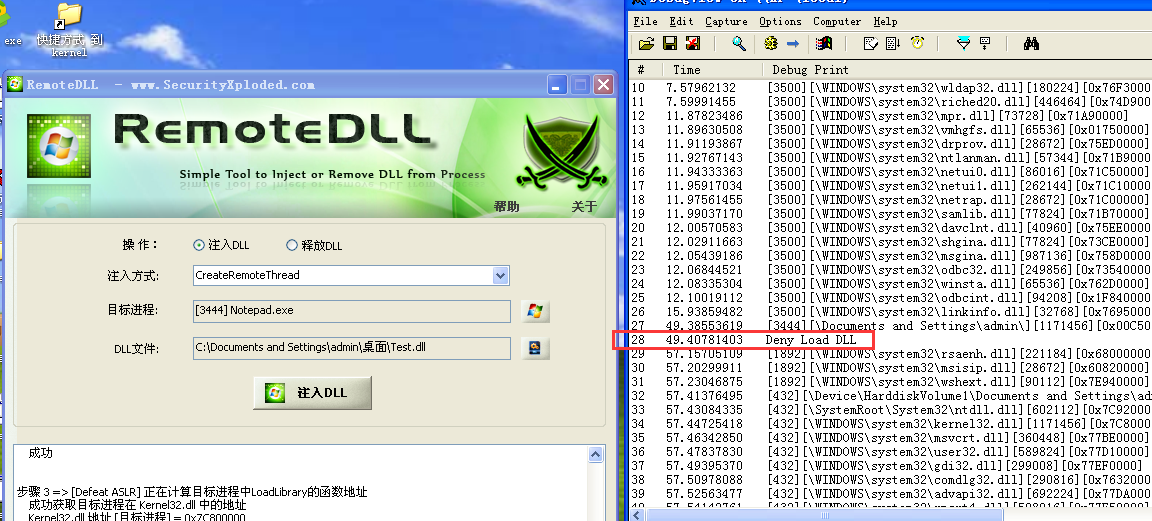 exe
快捷方式 到
kernel
RemoteDLL - www.SecurityXploded.com
RemoteDLL
Simple Tool to Inject or Remove DLL from Process
帮助 关于
操 作： 注入DLL 释放DLL
注入方式: CreateRemoteThread
目标进程: [3444] Notepad.exe
DLL文件: C:\Documents and Settings\admin\桌面\Test.dll
注入DLL
成功
步骤 3 => [Defeat ASLR] 正在计算目标进程中LoadLibrary的函数地址
成功获取目标进程在 Kernel32.dll 中的地址
Kernel32.dll 地址 [目标进程] = 0x7C800000
File Edit Capture Options Computer Help
# Time Debug Print
10 7.57962132 [3500][\WINDOWS\system32\wldap32.dll][180224][0x76F3000
11 7.59991455 [3500][\WINDOWS\system32\riched20.dll][446464][0x74D900
12 11.87823486 [3500][\WINDOWS\system32\mpr.dll][73728][0x71A90000]
13 11.89630508 [3500][\WINDOWS\system32\vmhgfs.dll][65536][0x01750000]
14 11.91193867 [3500][\WINDOWS\system32\drprov.dll][28672][0x75ED0000]
15 11.92767143 [3500][\WINDOWS\system32\ntlanman.dll][57344][0x71B9000
16 11.94333363 [3500][\WINDOWS\system32\netui0.dll][86016][0x71C50000]
17 11.95917034 [3500][\WINDOWS\system32\netui1.dll][262144][0x71C10000
18 11.97561455 [3500][\WINDOWS\system32\netrap.dll][28672][0x71C00000]
19 11.99037170 [3500][\WINDOWS\system32\samlib.dll][77824][0x71B70000]
20 12.00570583 [3500][\WINDOWS\system32\davclnt.dll][40960][0x75EE0000
21 12.02911663 [3500][\WINDOWS\system32\shgina.dll][77824][0x73CE0000]
22 12.05439186 [3500][\WINDOWS\system32\msgina.dll][987136][0x758D0000
23 12.06844521 [3500][\WINDOWS\system32\odbc32.dll][249856][0x73540000
24 12.08335304 [3500][\WINDOWS\system32\winsta.dll][65536][0x762D0000]
25 12.10019112 [3500][\WINDOWS\system32\odbcint.dll][94208][0x1F840000
26 15.93859482 [3500][\WINDOWS\system32\linkinfo.dll][32768][0x7695000
27 49.38553619 [3444][\Documents and Settings\admin\][1171456][0x00C50
28 49.40781403 Deny Load DLL
29 57.15705109 [1892][\WINDOWS\system32\rsaenh.dll][221184][0x68000000
30 57.20299911 [1892][\WINDOWS\system32\msisip.dll][28672][0x60820000]
31 57.23046875 [1892][\WINDOWS\system32\wshext.dll][90112][0x7E940000]
32 57.41376495 [432][\Device\HarddiskVolume1\Documents and Settings\ad
33 57.43084335 [432][\SystemRoot\System32\ntdll.dll][602112][0x7C92000
34 57.44725418 [432][\WINDOWS\system32\kernel32.dll][1171456][0x7C8000
35 57.46342850 [432][\WINDOWS\system32\msvcrt.dll][360448][0x77BE0000]
36 57.47837830 [432][\WINDOWS\system32\user32.dll][589824][0x77D10000]
37 57.49395370 [432][\WINDOWS\system32\gdi32.dll][299008][0x77EF0000]
38 57.50978088 [432][\WINDOWS\system32\comdlg32.dll][290816][0x7632000
39 57.52563477 [432][\WINDOWS\system32\advapi32.dll][692224][0x77DA000